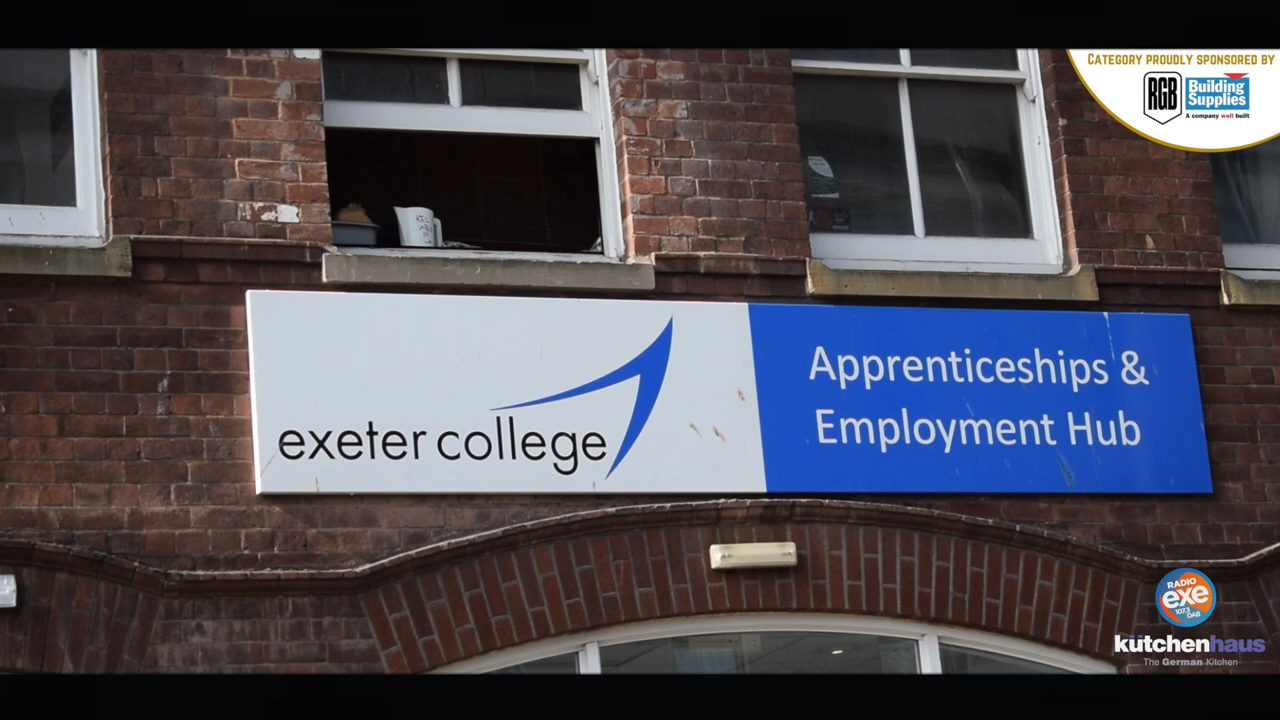 CATEGORY PROUDLY SPONSORED BY
RGB
Building
Supplies
A company well built
exeter college
Apprenticeships &
Employment Hub
RADIO
exe
107.3
DAB
kütchenhaus
The German Kitchen